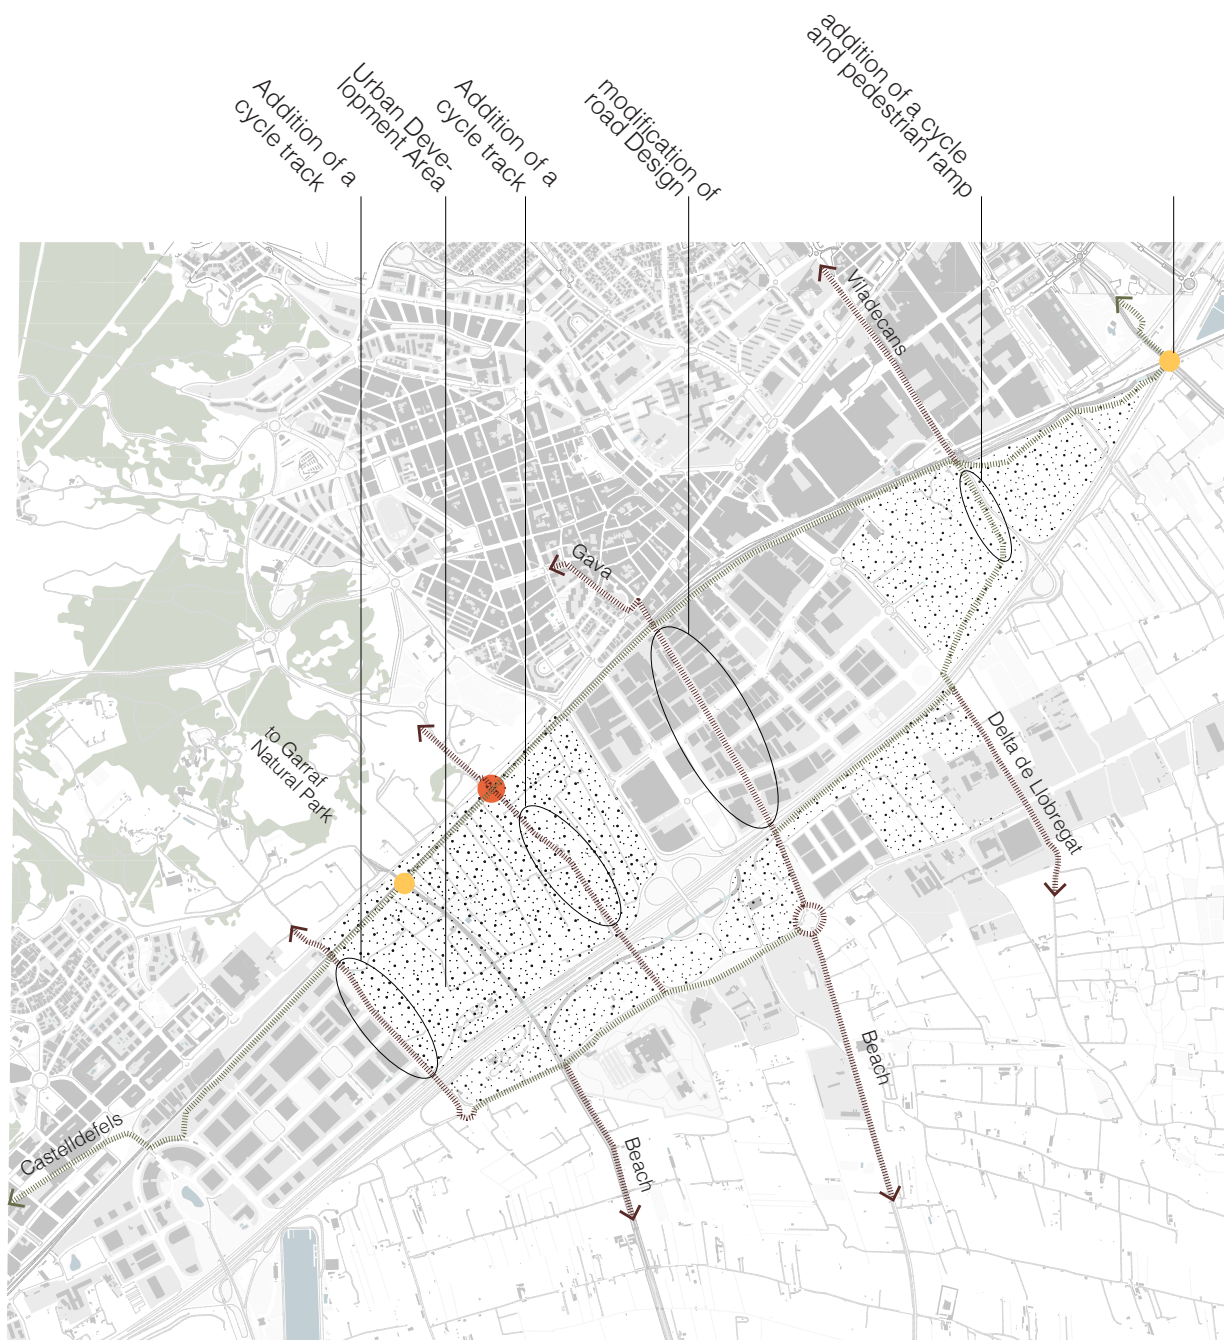 addition of a cycle
and pedestrian ramp
modification of
road Design
Addition of a
cycle track
Urban Deve-
lopment Area
Addition of a
cycle track
Viladecans
Gava
to Garraf
Natural Park
Delta de Llobregat
Beach
Beach
Castelldefels